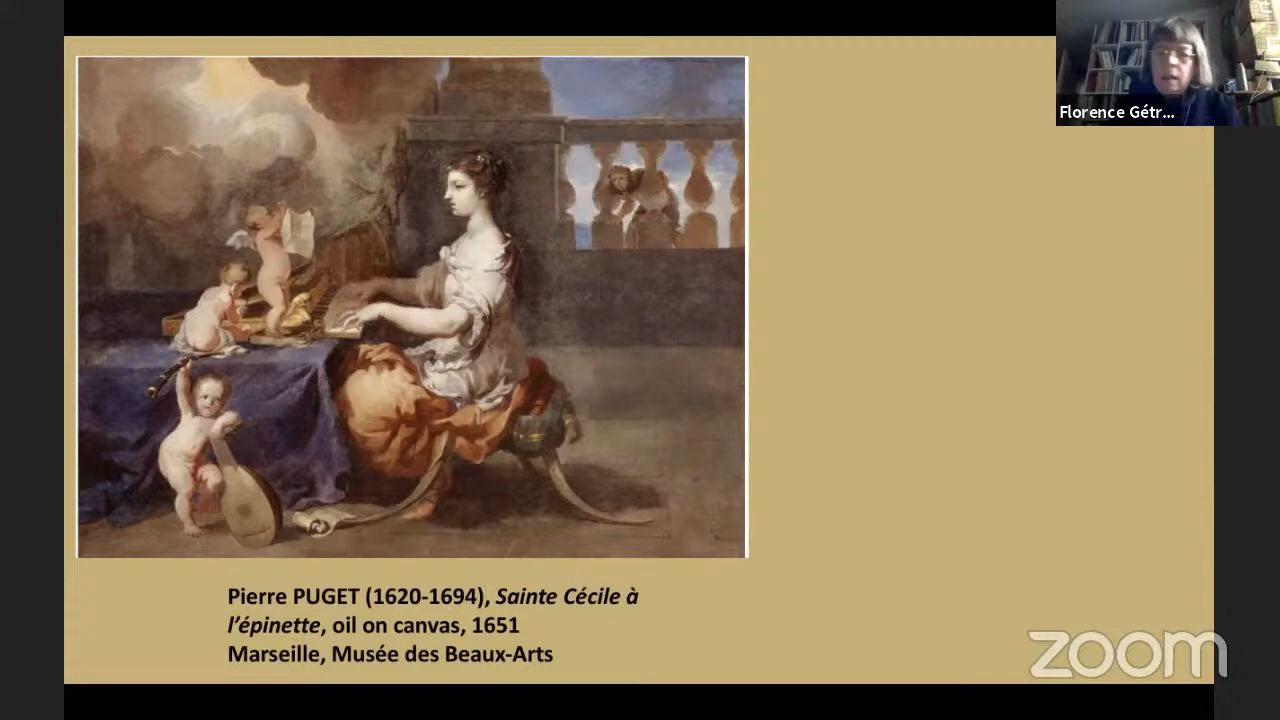 Florence Gétr...
Pierre PUGET (1620-1694), Sainte Cécile à
l'épinette, oil on canvas, 1651
Marseille, Musée des Beaux-Arts
zoom